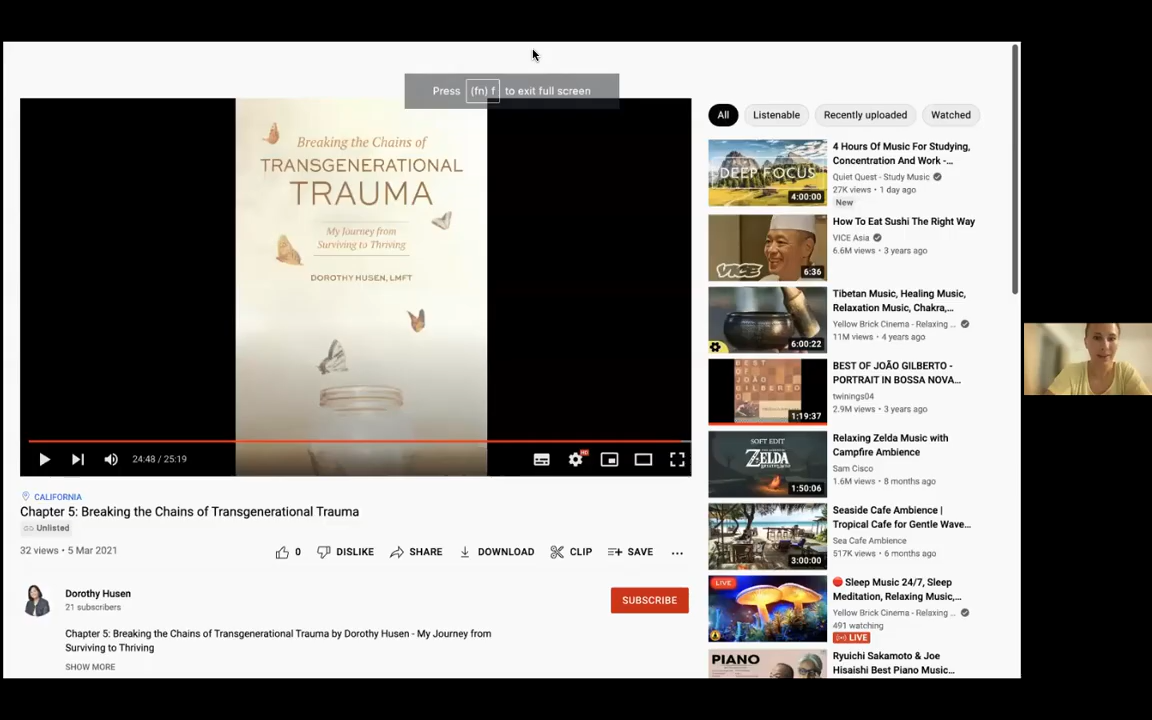 Press (fn) f to exit full screen
Breaking the Chains of
TRANSGENERATIONAL
TRAUMA
My Journey from
Surviving to Thriving
DOROTHY HUSEN, LMFT
24:48 / 25:19
HD
CALIFORNIA
Chapter 5: Breaking the Chains of Transgenerational Trauma
Unlisted
32 views • 5 Mar 2021
0
DISLIKE
SHARE
DOWNLOAD
CLIP
SAVE
Dorothy Husen
21 subscribers
SUBSCRIBE
Chapter 5: Breaking the Chains of Transgenerational Trauma by Dorothy Husen - My Journey from
Surviving to Thriving
SHOW MORE
All
Listenable
Recently uploaded
Watched
DEEP FOCUS
4:00:00
4 Hours Of Music For Studying,
Concentration And Work -...
Quiet Quest - Study Music
27K views • 1 day ago
New
VICE
6:36
How To Eat Sushi The Right Way
VICE Asia
6.6M views • 3 years ago
6:00:22
Tibetan Music, Healing Music,
Relaxation Music, Chakra,...
Yellow Brick Cinema - Relaxing ...
11M views • 4 years ago
BEST
OF
JOÃO
GILBERTO
1:19:37
BEST OF JOÃO GILBERTO -
PORTRAIT IN BOSSA NOVA...
twinings04
2.9M views • 3 years ago
SOFT EDIT
ZELDA
1:50:06
Relaxing Zelda Music with
Campfire Ambience
Sam Cisco
1.6M views • 8 months ago
3:00:00
Seaside Cafe Ambience |
Tropical Cafe for Gentle Wave...
Sea Cafe Ambience
517K views • 6 months ago
LIVE
Sleep Music 24/7, Sleep
Meditation, Relaxing Music,...
Yellow Brick Cinema - Relaxing ...
491 watching
LIVE
PIANO
Ryuichi Sakamoto & Joe
Hisaishi Best Piano Music...